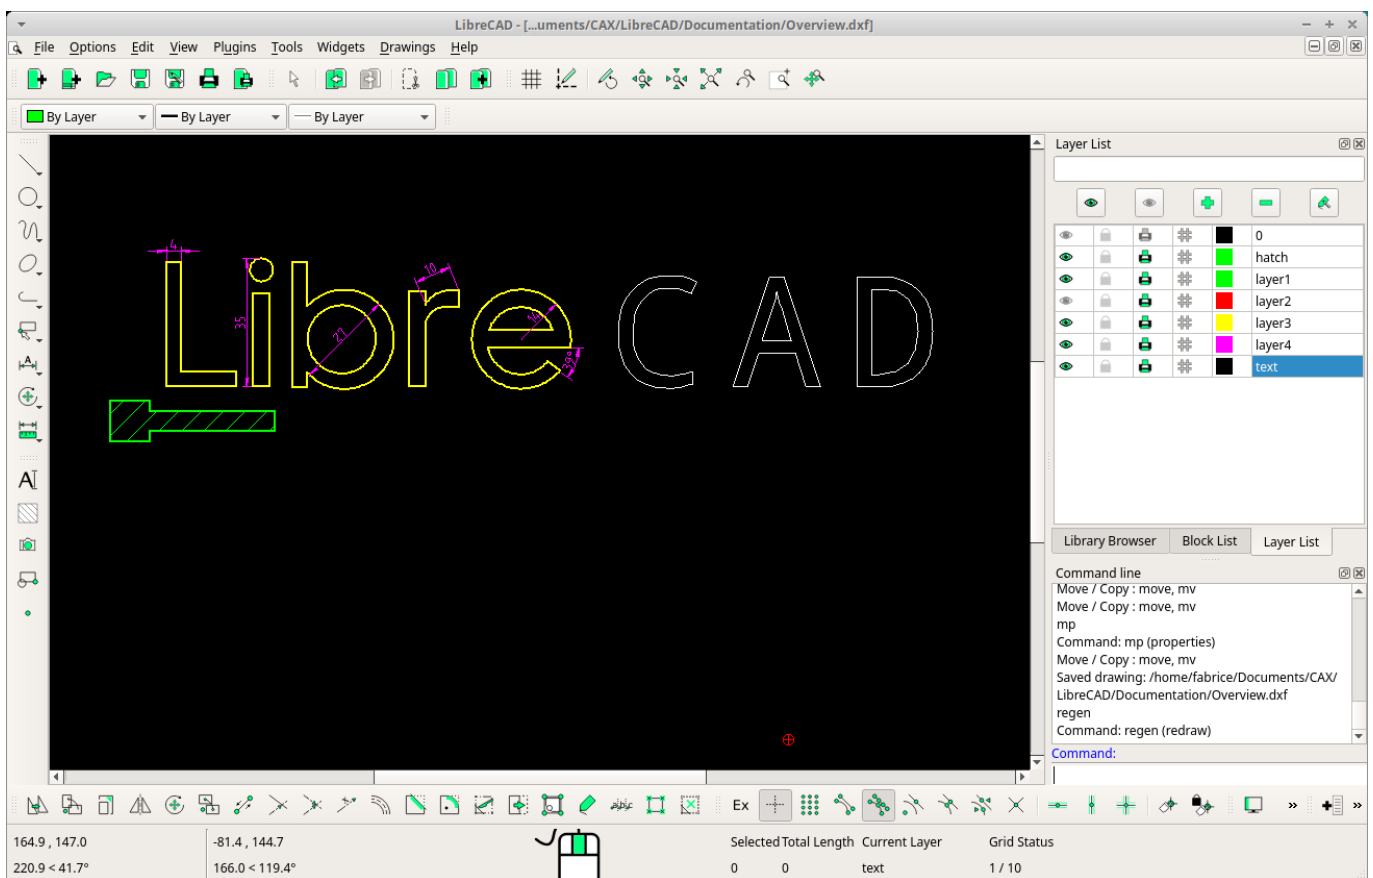 LibreCAD - [...uments/CAX/LibreCAD/Documentation/Overview.dxf]
File Options Edit View Plugins Tools Widgets Drawings Help
By Layer By Layer By Layer
Layer List
0
hatch
layer1
layer2
layer3
layer4
text
4
35
10
LibreCAD
22
14
39°
A
AI
Library Browser Block List Layer List
Command line
Move / Copy : move, mv
Move / Copy : move, mv
mp
Command: mp (properties)
Move / Copy : move, mv
Saved drawing: /home/fabrice/Documents/CAX/
LibreCAD/Documentation/Overview.dxf
regen
Command: regen (redraw)
Command:
Ex » »
164.9 , 147.0 -81.4 , 144.7 Selected Total Length Current Layer Grid Status
220.9 < 41.7° 166.0 < 119.4° 0 0 text 1 / 10